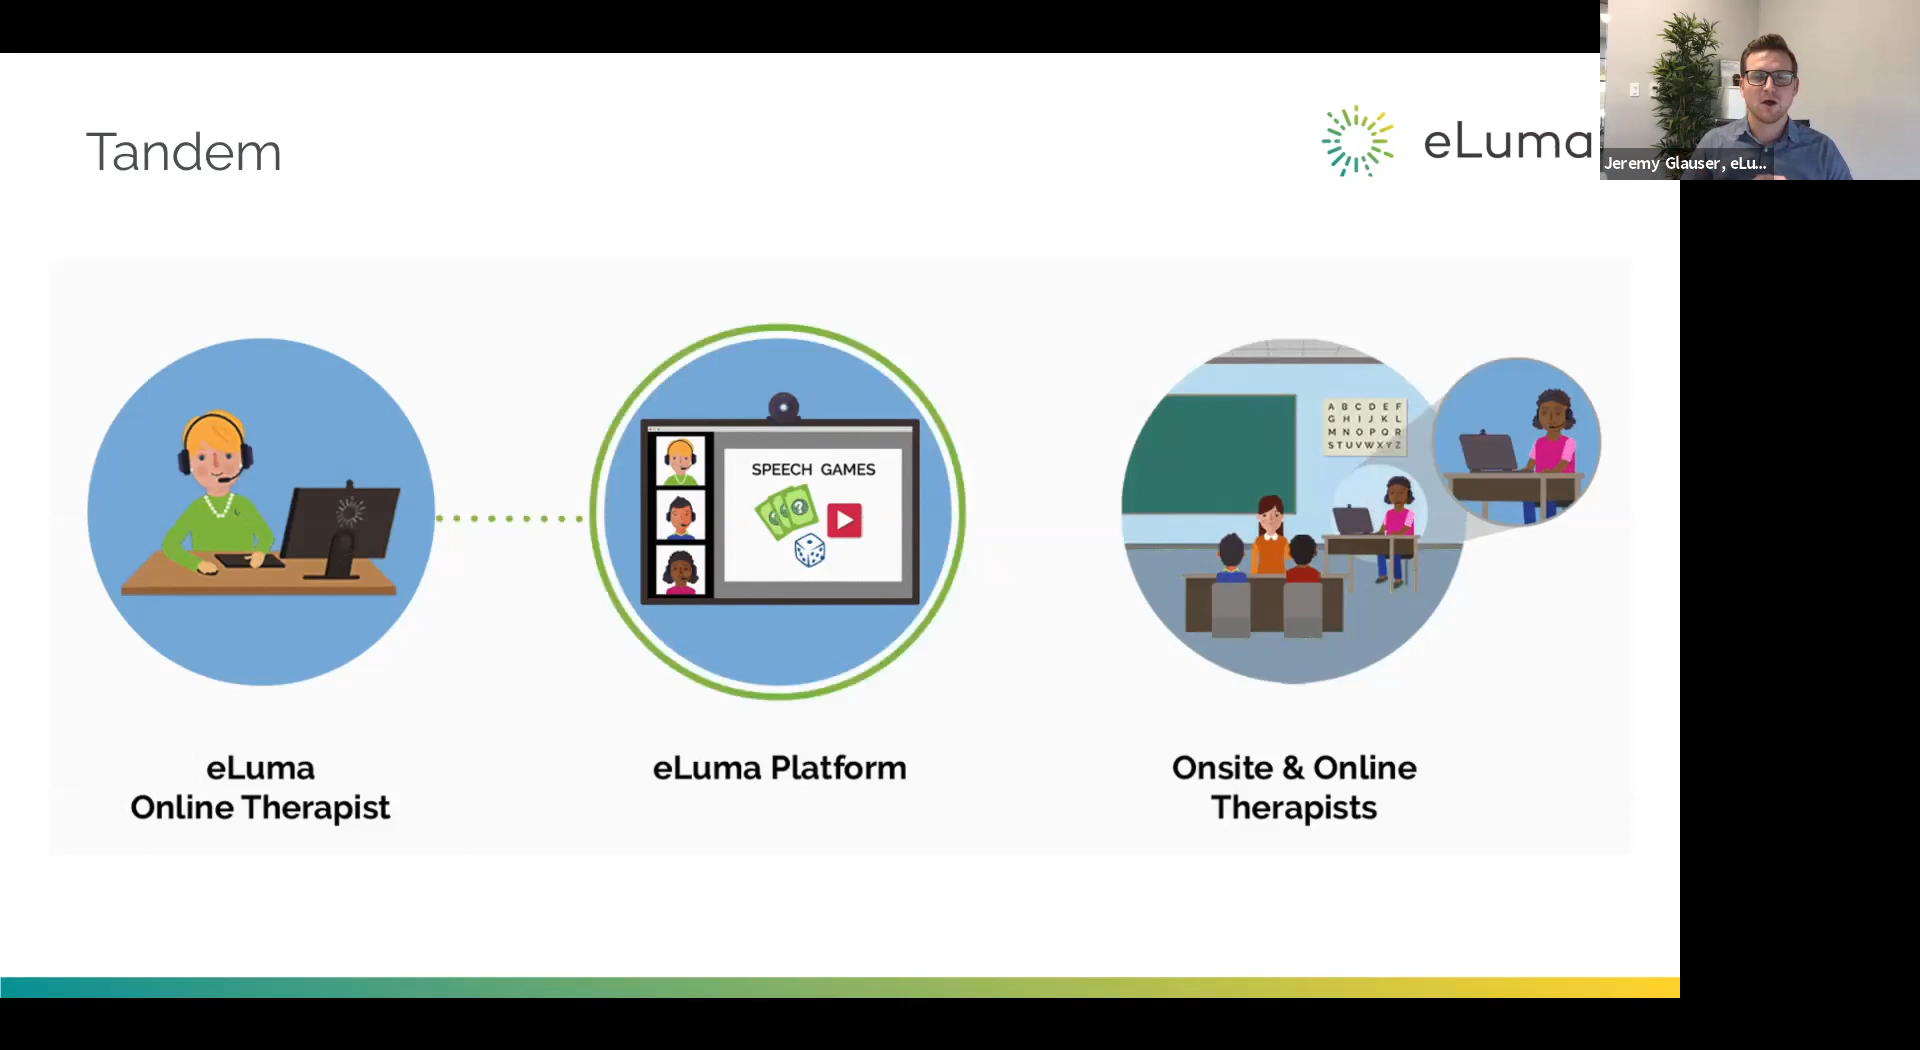 Tandem
eLuma
Jeremy Glauser, eLu...
SPEECH GAMES
A B C D E F
G H I J K L
M N O P Q R
S T U V W X Y Z
eLuma
Online Therapist
eLuma Platform
Onsite & Online
Therapists